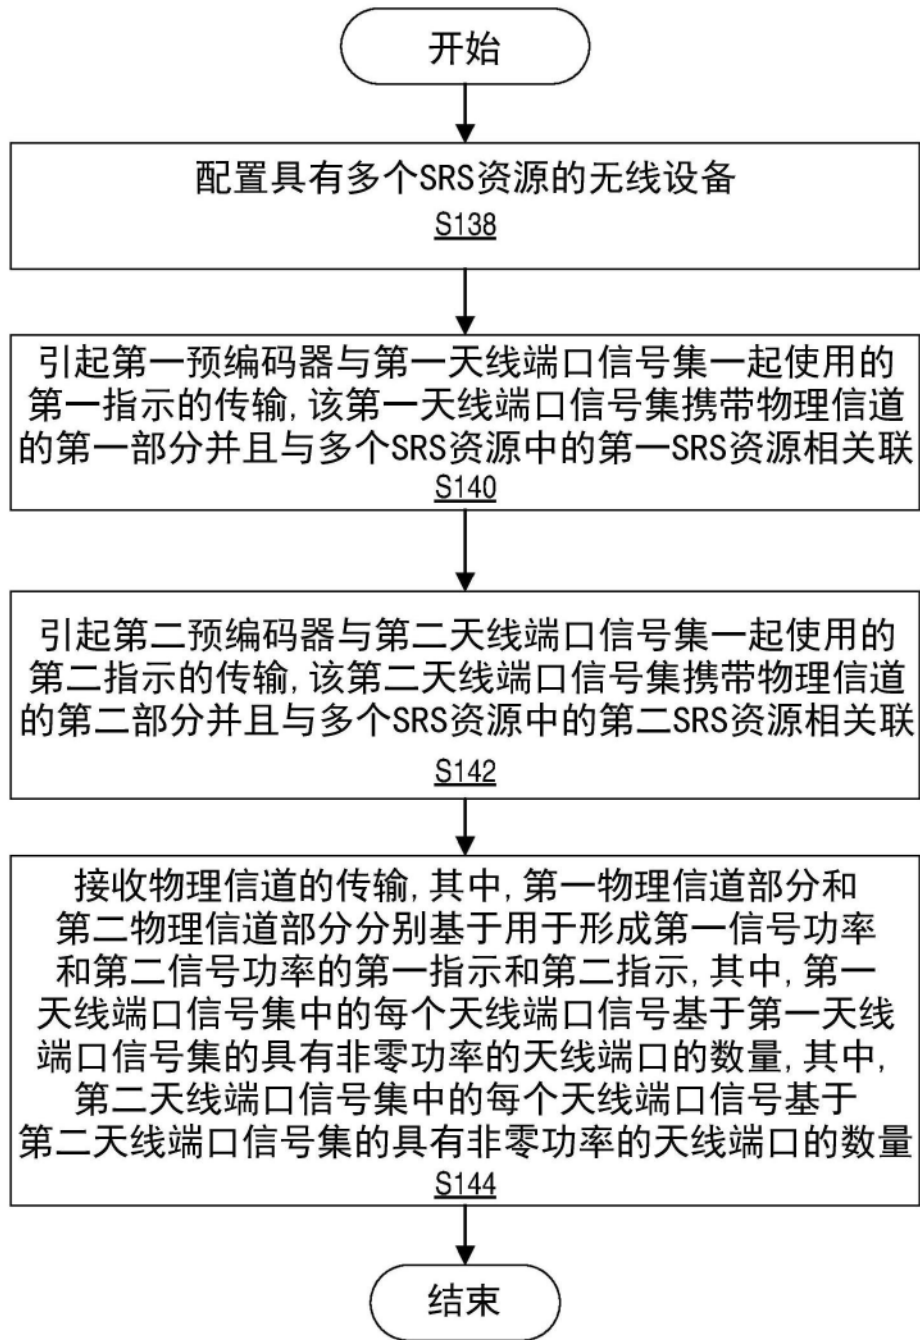 开始
配置具有多个SRS资源的无线设备
S138
引起第一预编码器与第一天线端口信号集一起使用的
第一指示的传输,该第一天线端口信号集携带物理信道
的第一部分并且与多个SRS资源中的第一SRS资源相关联
S140
引起第二预编码器与第二天线端口信号集一起使用的
第二指示的传输,该第二天线端口信号集携带物理信道
的第二部分并且与多个SRS资源中的第二SRS资源相关联
S142
接收物理信道的传输,其中,第一物理信道部分和
第二物理信道部分分别基于用于形成第一信号功率
和第二信号功率的第一指示和第二指示,其中,第一
天线端口信号集中的每个天线端口信号基于第一天线
端口信号集的具有非零功率的天线端口的数量,其中,
第二天线端口信号集中的每个天线端口信号基于
第二天线端口信号集的具有非零功率的天线端口的数量
S144
结束